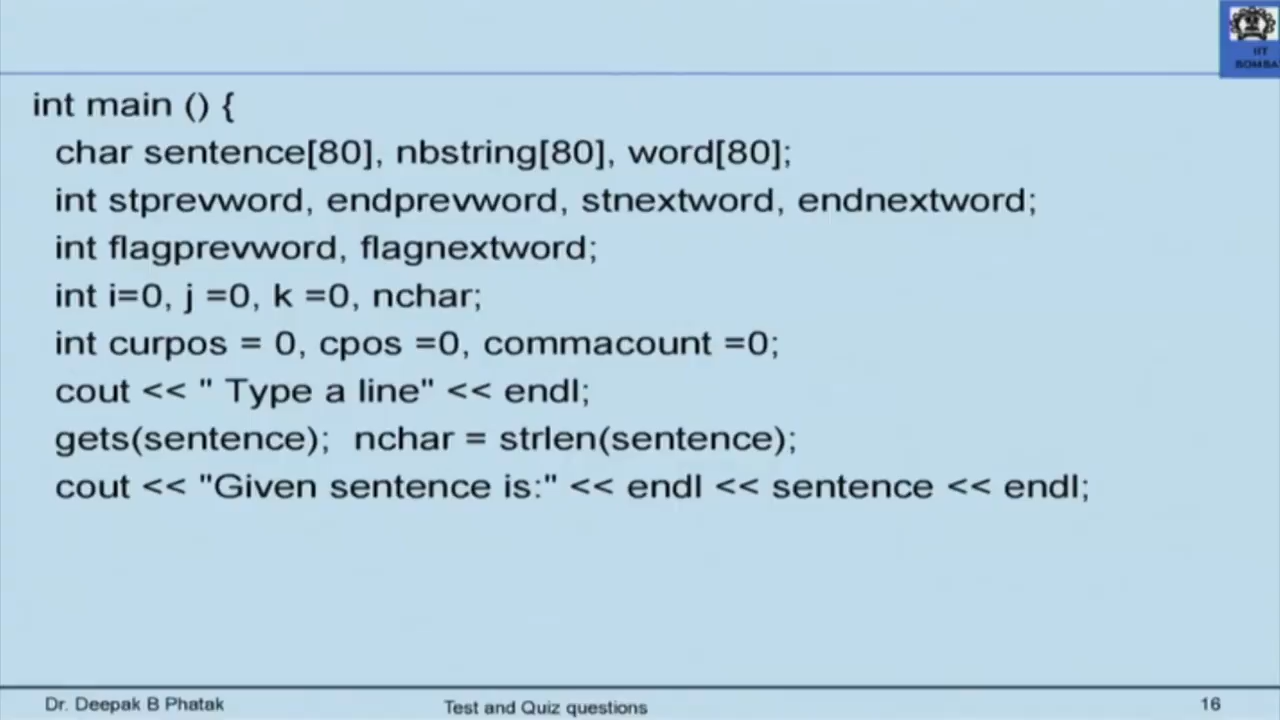 IIT
BOMBA
int main () {
char sentence[80], nbstring[80], word[80];
int stprevword, endprevword, stnextword, endnextword;
int flagprevword, flagnextword;
int i=0, j =0, k =0, nchar;
int curpos = 0, cpos =0, commacount =0;
cout << " Type a line" << endl;
gets(sentence);  nchar = strlen(sentence);
cout << "Given sentence is:" << endl << sentence << endl;
Dr. Deepak B Phatak
Test and Quiz questions
16